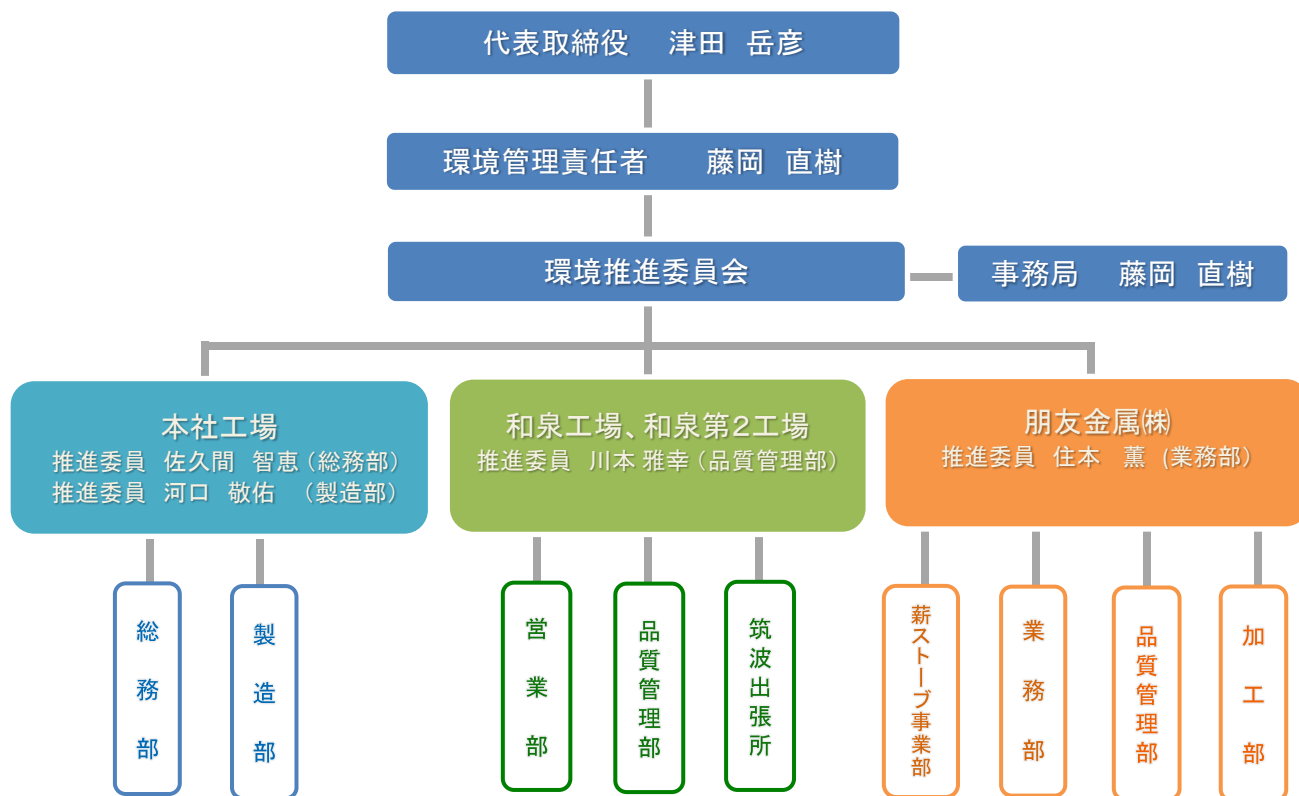 代表取締役　津田　岳彦
環境管理責任者　　藤岡　直樹
環境推進委員会
事務局　藤岡　直樹
本社工場
推進委員　佐久間　智恵（総務部）
推進委員　河口　敬佑　（製造部）
和泉工場、和泉第２工場
推進委員　川本 雅幸（品質管理部）
朋友金属㈱
推進委員　住本　薫　(業務部）
総務部
製造部
営業部
品質管理部
筑波出張所
薪ストーブ事業部
業務部
品質管理部
加工部